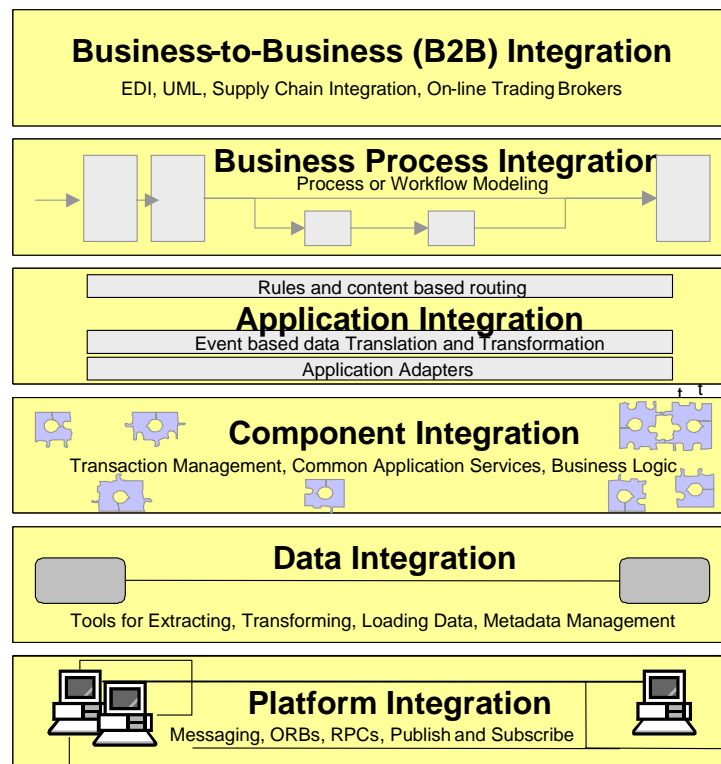 Business-to-Business (B2B) Integration
EDI, UML, Supply Chain Integration, On-line Trading Brokers
Business Process Integration
Process or Workflow Modeling
Rules and content based routing
Application Integration
Event based data Translation and Transformation
Application Adapters
t t
Component Integration
Transaction Management, Common Application Services, Business Logic
Data Integration
Tools for Extracting, Transforming, Loading Data, Metadata Management
Platform Integration
Messaging, ORBs, RPCs, Publish and Subscribe